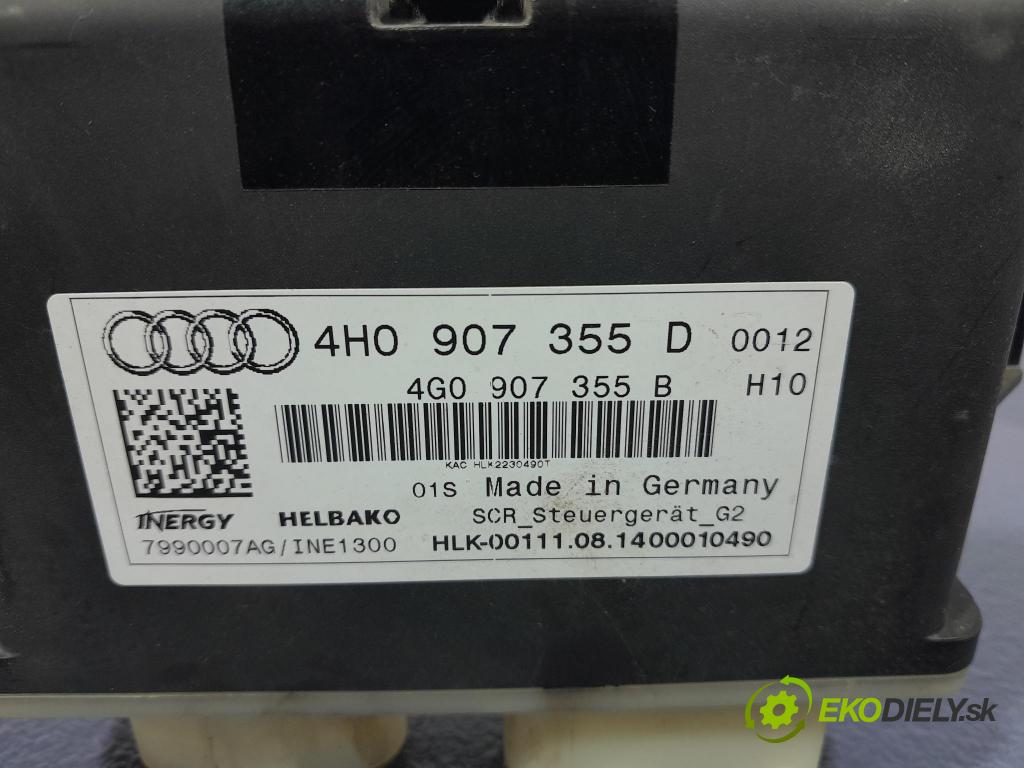 4H0 907 355 D 0012
4G0 907 355 B H10
KAC HLK2230490T
01S Made in Germany
INERGY HELBAKO SCR_Steuergerät_G2
7990007AG/INE1300 HLK-00111.08.1400010490
EKODIELY.sk